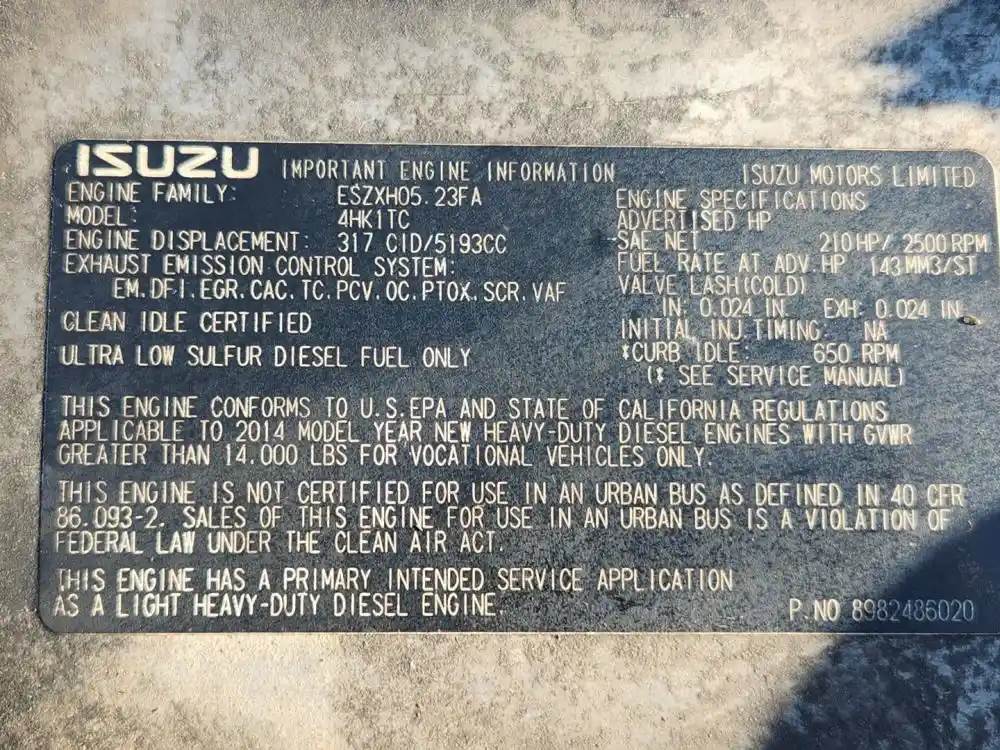 ISUZU IMPORTANT ENGINE INFORMATION ISUZU MOTORS LIMITED
ENGINE FAMILY: ESZXH05.23FA
MODEL: 4HK1TC
ENGINE DISPLACEMENT: 317 CID/5193CC
EXHAUST EMISSION CONTROL SYSTEM:
EM.DFI.EGR.CAC.TC.PCV.OC.PTOX.SCR.VAF
CLEAN IDLE CERTIFIED
ULTRA LOW SULFUR DIESEL FUEL ONLY
ENGINE SPECIFICATIONS
ADVERTISED HP
SAE NET 210HP/2500RPM
FUEL RATE AT ADV.HP 143MM3/ST
VALVE LASH(COLD)
IN: 0.024 IN EXH: 0.024 IN
INITIAL INJ.TIMING: NA
*CURB IDLE: 650 RPM
(* SEE SERVICE MANUAL)
THIS ENGINE CONFORMS TO U.S.EPA AND STATE OF CALIFORNIA REGULATIONS
APPLICABLE TO 2014 MODEL YEAR NEW HEAVY-DUTY DIESEL ENGINES WITH GVWR
GREATER THAN 14.000 LBS FOR VOCATIONAL VEHICLES ONLY.
THIS ENGINE IS NOT CERTIFIED FOR USE IN AN URBAN BUS AS DEFINED IN 40 CFR
86.093-2. SALES OF THIS ENGINE FOR USE IN AN URBAN BUS IS A VIOLATION OF
FEDERAL LAW UNDER THE CLEAN AIR ACT.
THIS ENGINE HAS A PRIMARY INTENDED SERVICE APPLICATION
AS A LIGHT HEAVY-DUTY DIESEL ENGINE.
P.NO 8982486020